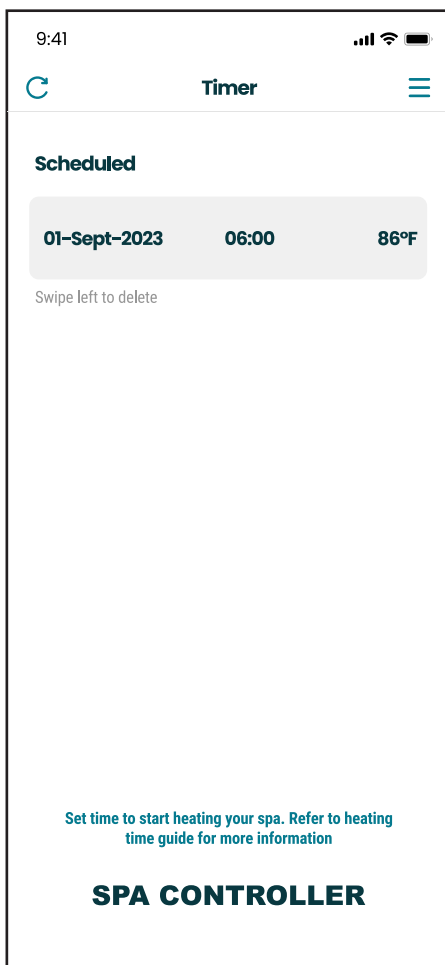 9:41
Timer
Scheduled
01-Sept-2023 06:00 86°F
Swipe left to delete
Set time to start heating your spa. Refer to heating
time guide for more information
SPA CONTROLLER